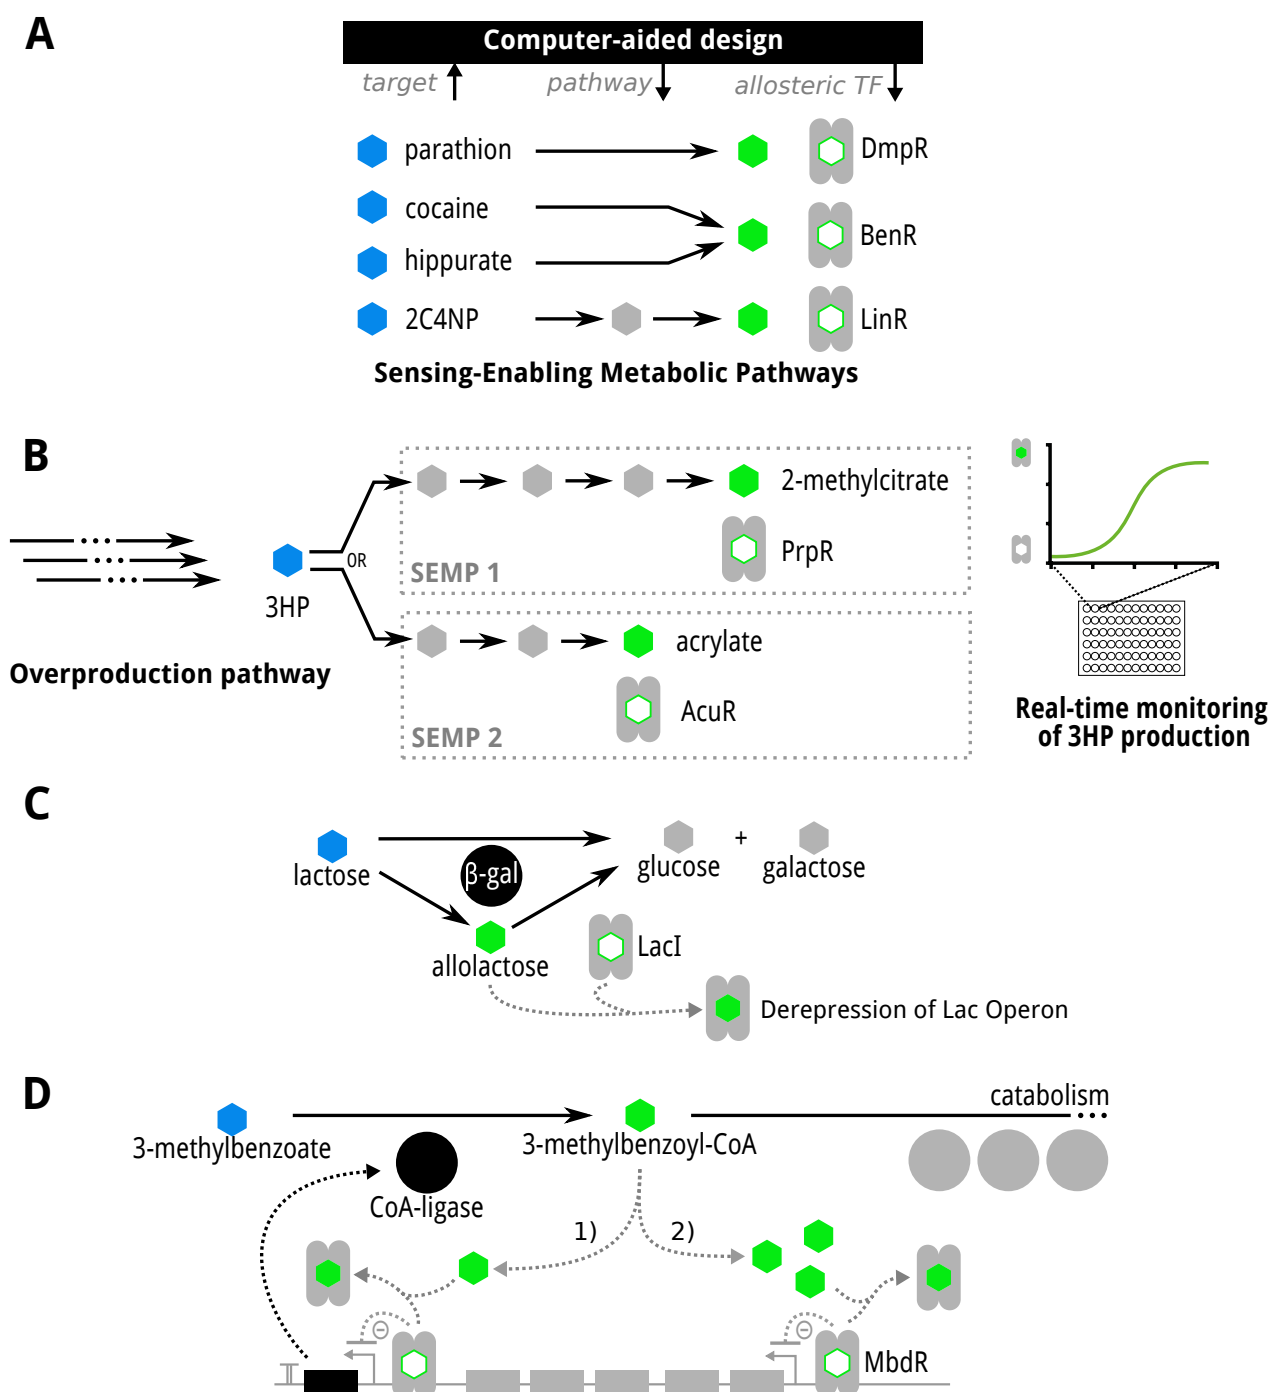 A
Computer-aided design
target
pathway
allosteric TF
parathion
DmpR
cocaine
BenR
hippurate
2C4NP
LinR
Sensing-Enabling Metabolic Pathways
B
2-methylcitrate
OR
PrpR
SEMP 1
3HP
acrylate
Overproduction pathway
AcuR
SEMP 2
Real-time monitoring
of 3HP production
C
lactose
β-gal
glucose
+
galactose
allolactose
LacI
Derepression of Lac Operon
D
catabolism
3-methylbenzoate
3-methylbenzoyl-CoA
CoA-ligase
1)
2)
MbdR